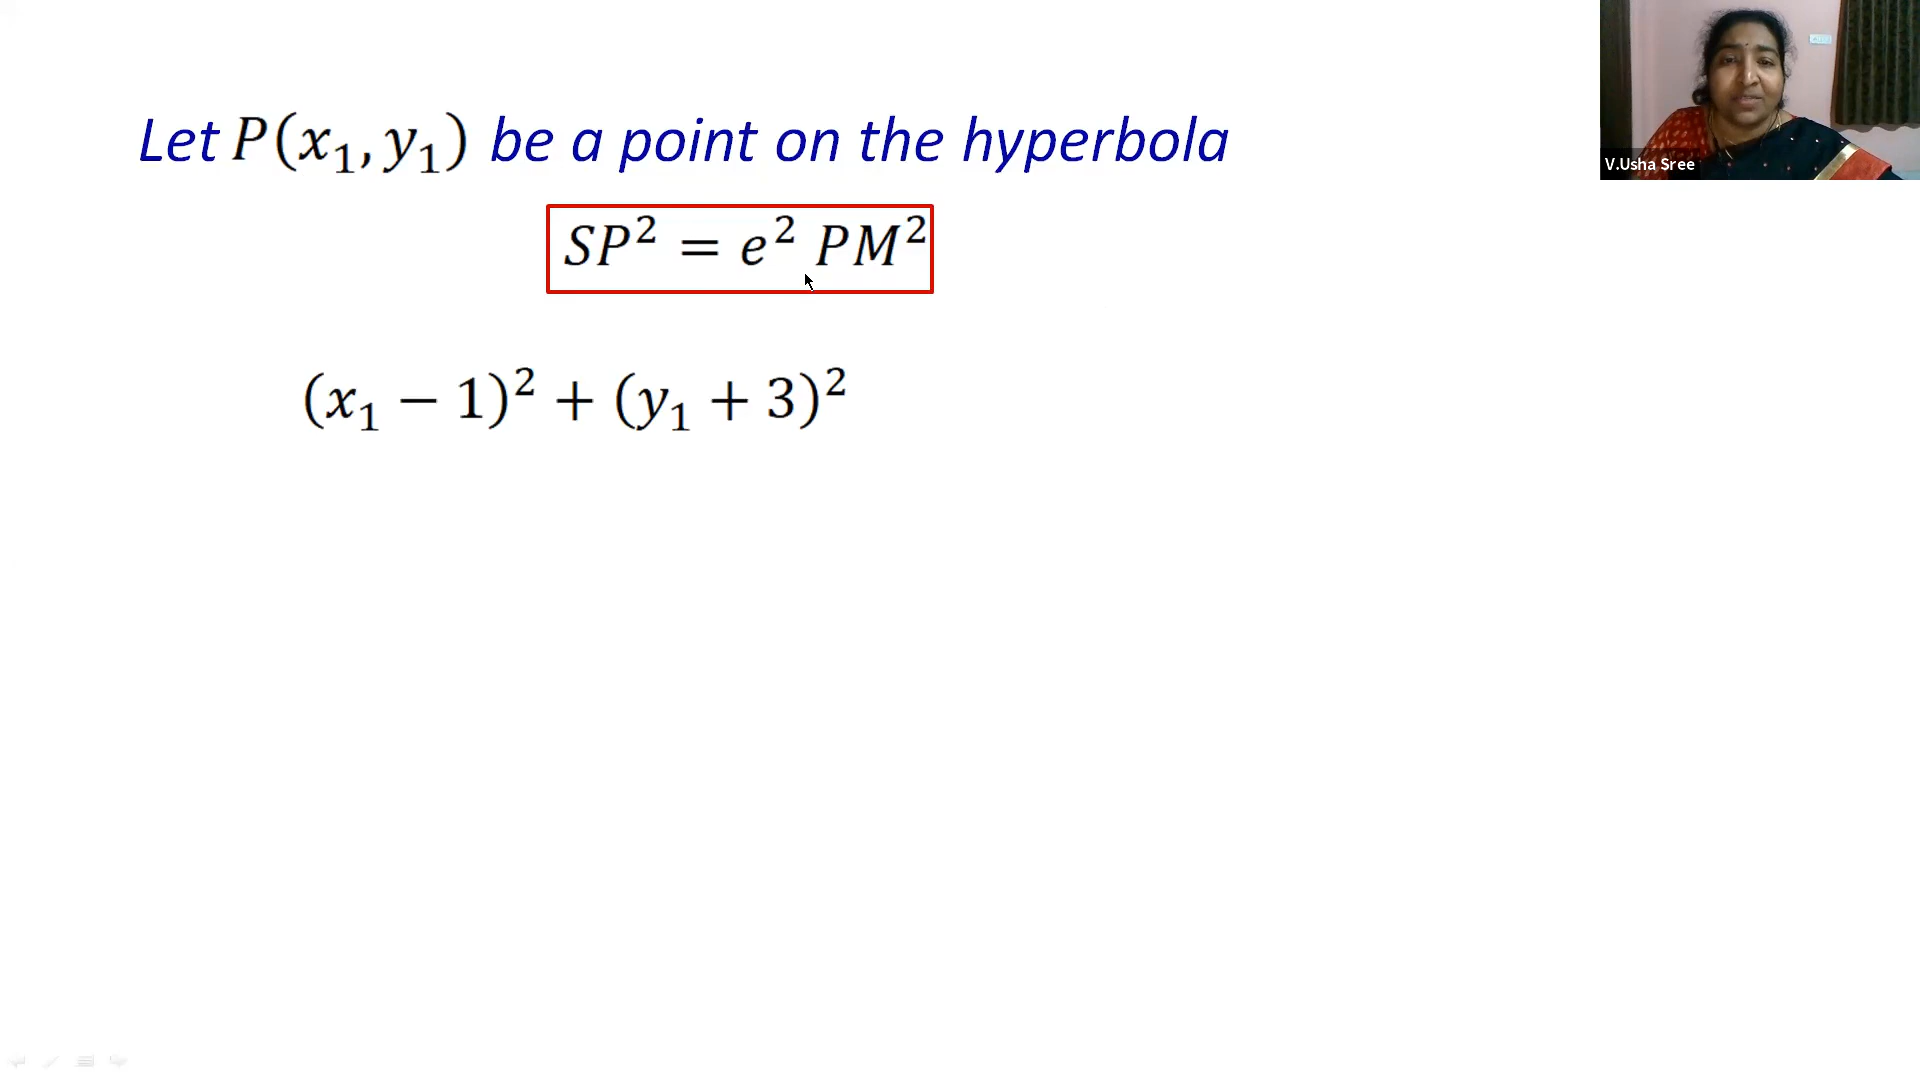 Let P(x₁, y₁) be a point on the hyperbola
SP² = e² PM²
(x₁ − 1)² + (y₁ + 3)²
V.Usha Sree